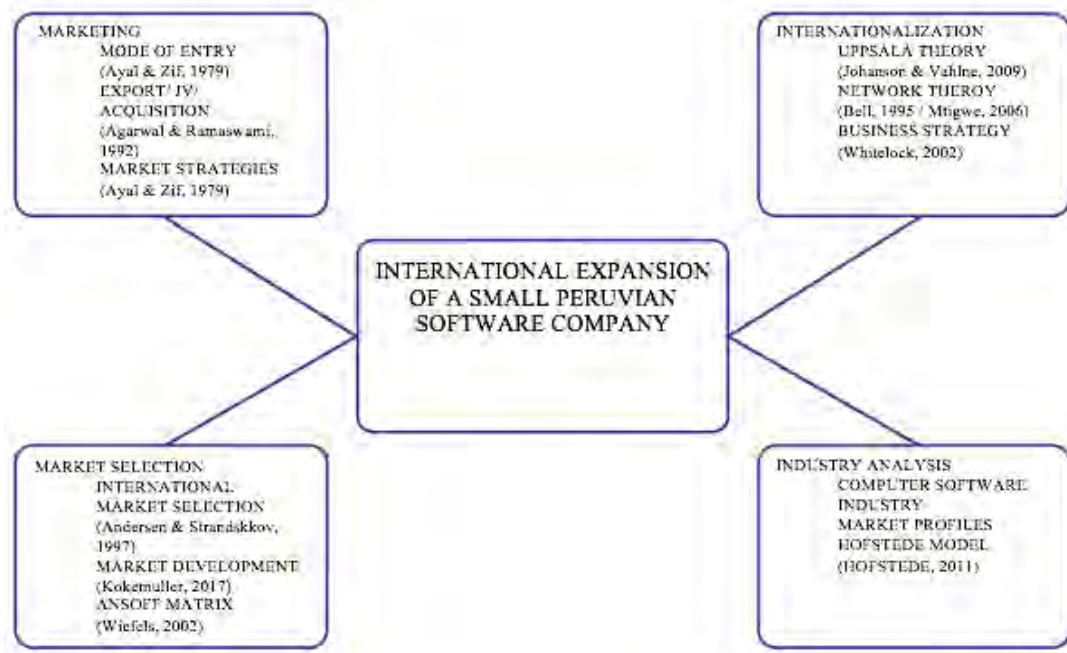 MARKETING
MODE OF ENTRY
(Ayal & Zif, 1979)
EXPORT/ JV/
ACQUISITION
(Agarwal & Ramaswami,
1992)
MARKET STRATEGIES
(Ayal & Zif, 1979)
INTERNATIONALIZATION
UPPSALA THEORY
(Johanson & Vahlne, 2009)
NETWORK THEROY
(Bell, 1995 / Mtigwe, 2006)
BUSINESS STRATEGY
(Whitelock, 2002)
INTERNATIONAL EXPANSION
OF A SMALL PERUVIAN
SOFTWARE COMPANY
MARKET SELECTION
INTERNATIONAL
MARKET SELECTION
(Andersen & Strandskkov,
1997)
MARKET DEVELOPMENT
(Kokemuller, 2017)
ANSOFT MATRIX
(Wiefels, 2002)
INDUSTRY ANALYSIS
COMPUTER SOFTWARE
INDUSTRY
MARKET PROFILES
HOFSTEDE MODEL
(HOFSTEDE, 2011)